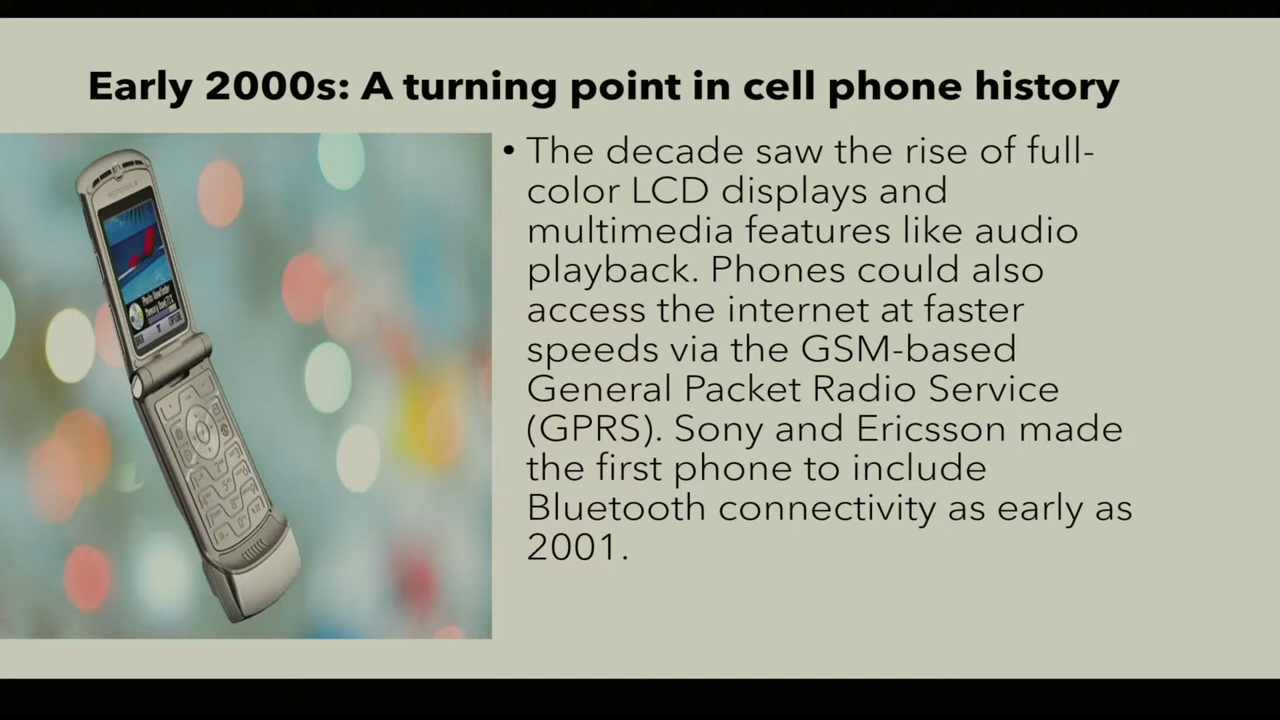 Early 2000s: A turning point in cell phone history
• The decade saw the rise of full-
color LCD displays and
multimedia features like audio
playback. Phones could also
access the internet at faster
speeds via the GSM-based
General Packet Radio Service
(GPRS). Sony and Ericsson made
the first phone to include
Bluetooth connectivity as early as
2001.